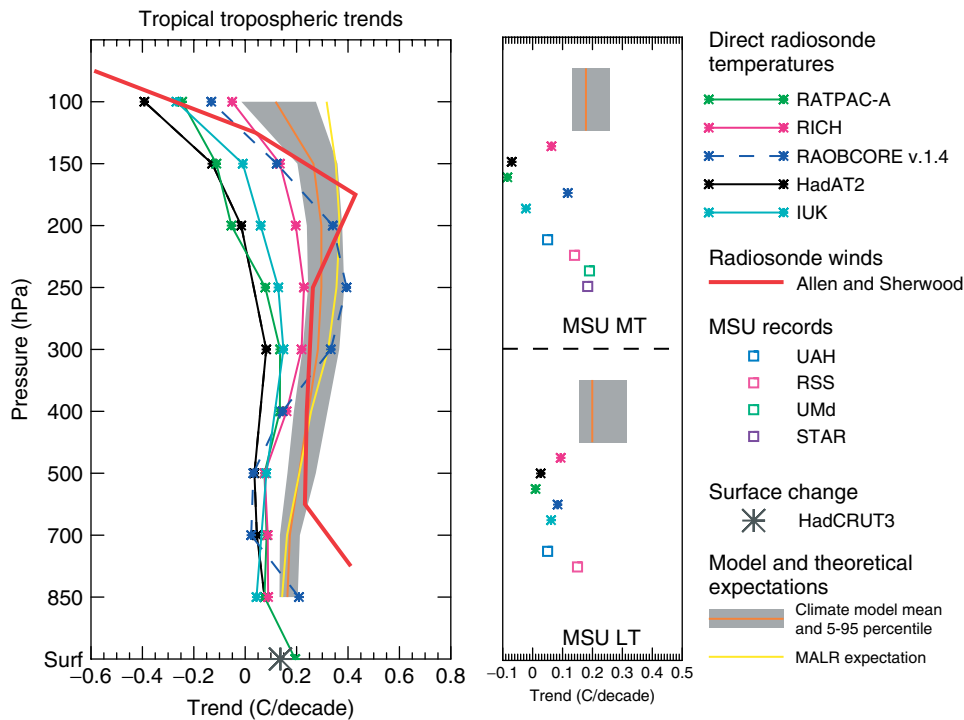 Tropical tropospheric trends
Pressure (hPa)
100
150
200
250
300
400
500
700
850
Surf
−0.6 −0.4 −0.2 0 0.2 0.4 0.6 0.8
Trend (C/decade)
MSU MT
MSU LT
−0.1 0 0.1 0.2 0.3 0.4 0.5
Trend (C/decade)
Direct radiosonde
temperatures
RATPAC-A
RICH
RAOBCORE v.1.4
HadAT2
IUK
Radiosonde winds
Allen and Sherwood
MSU records
UAH
RSS
UMd
STAR
Surface change
HadCRUT3
Model and theoretical
expectations
Climate model mean
and 5-95 percentile
MALR expectation